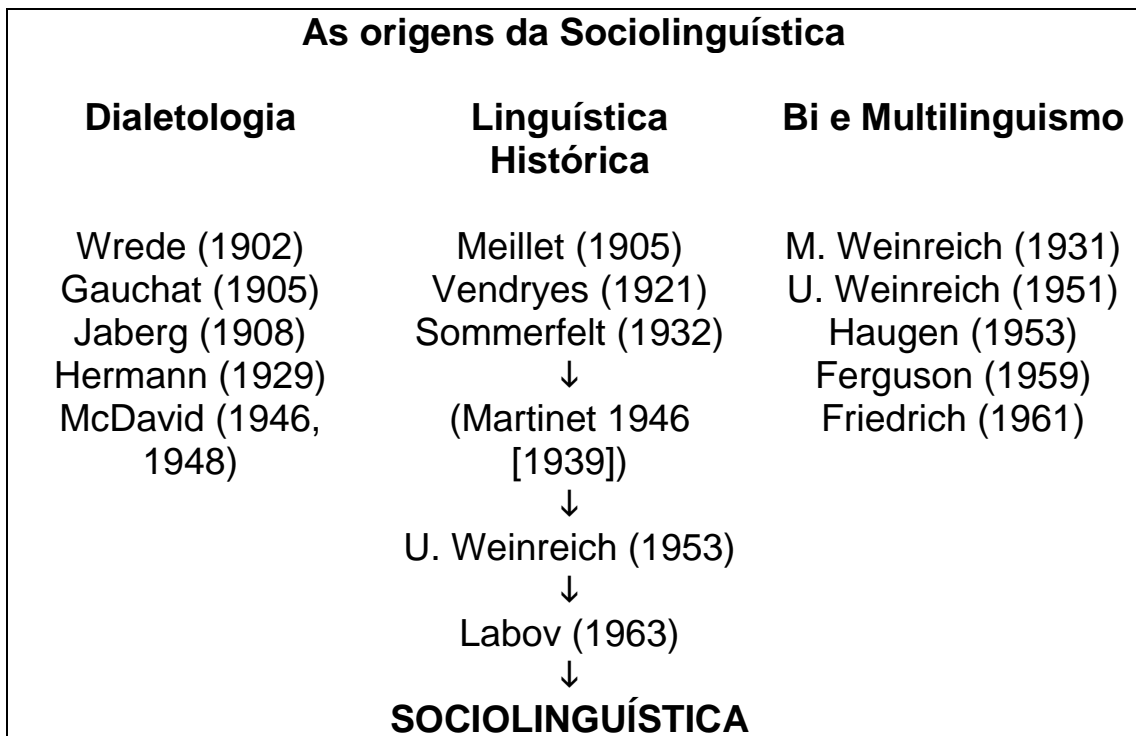 As origens da Sociolinguística
Dialetologia
Wrede (1902)
Gauchat (1905)
Jaberg (1908)
Hermann (1929)
McDavid (1946,
1948)
Linguística
Histórica
Meillet (1905)
Vendryes (1921)
Sommerfelt (1932)
↓
(Martinet 1946
[1939])
↓
U. Weinreich (1953)
↓
Labov (1963)
↓
SOCIOLINGUÍSTICA
Bi e Multilinguismo
M. Weinreich (1931)
U. Weinreich (1951)
Haugen (1953)
Ferguson (1959)
Friedrich (1961)